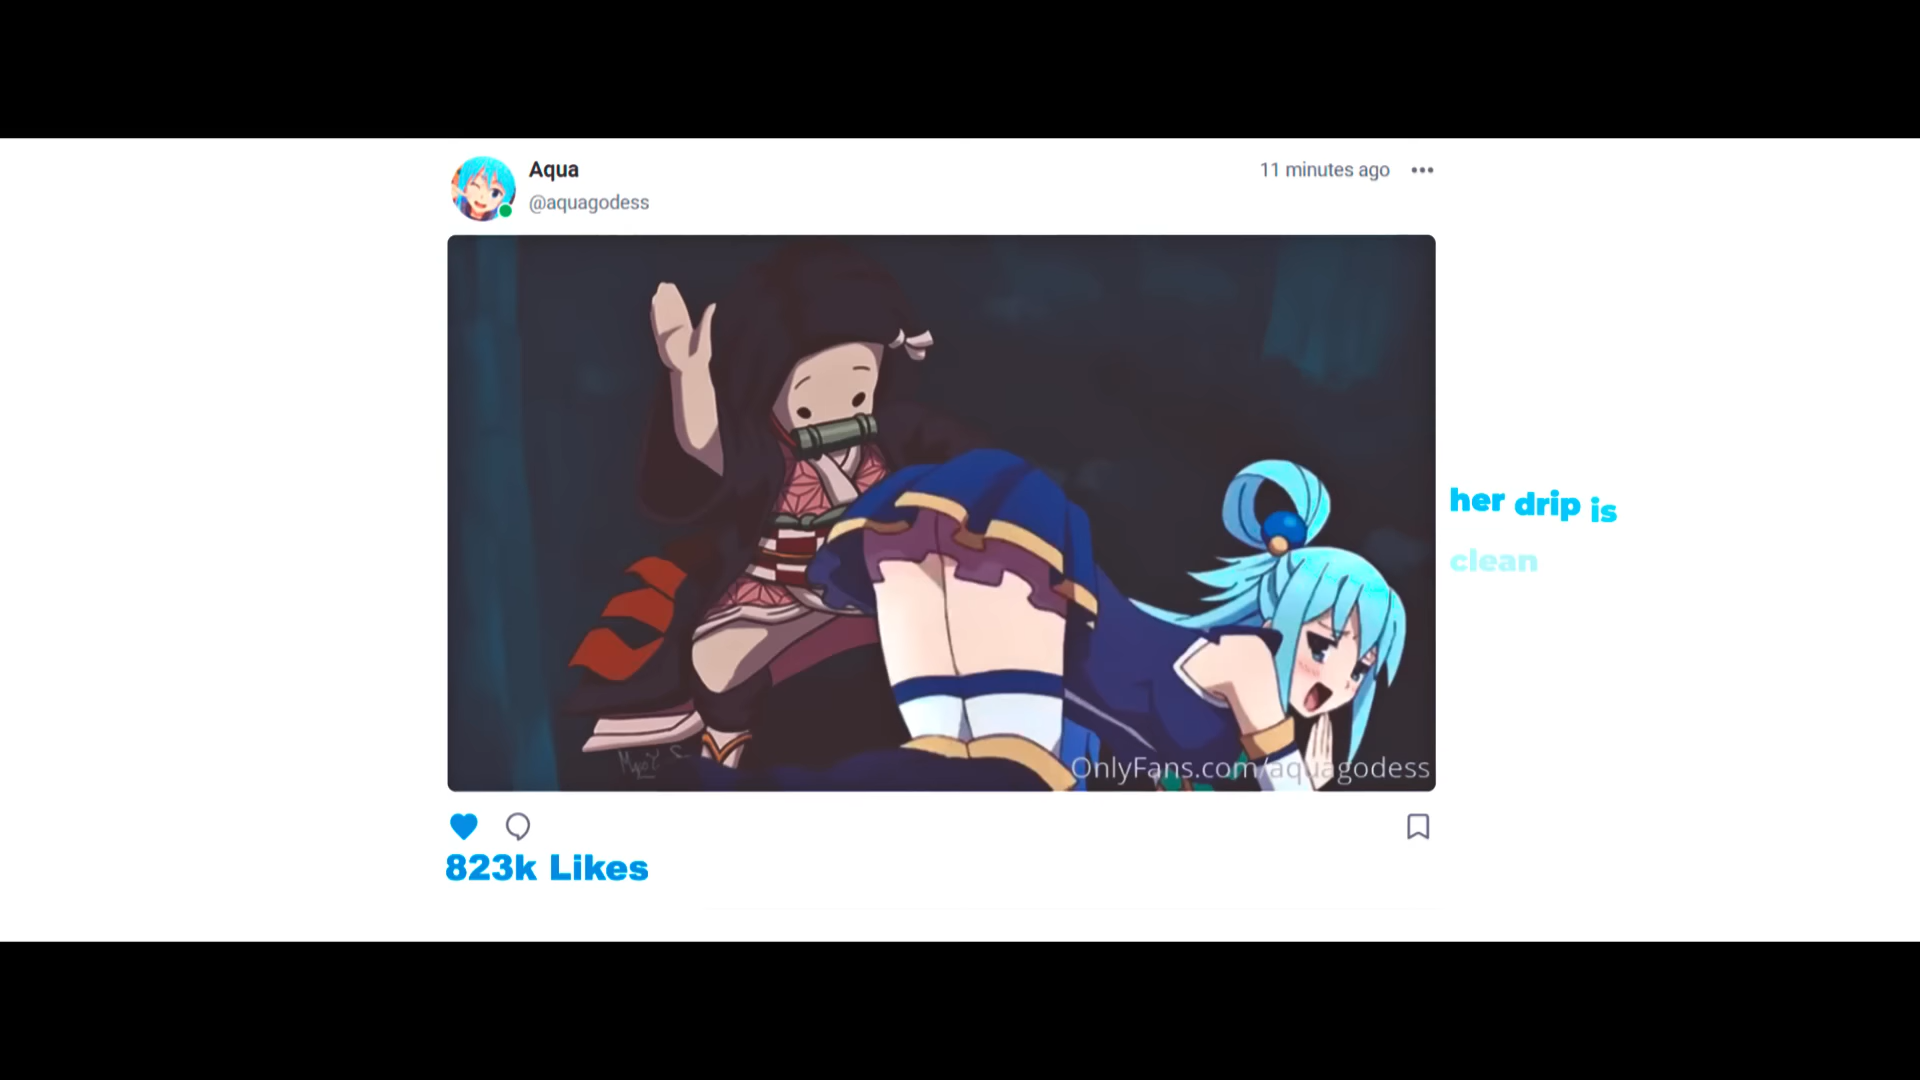 Aqua
11 minutes ago
@aquagodess
her drip is
clean
OnlyFans.com/aquagodess
823k Likes